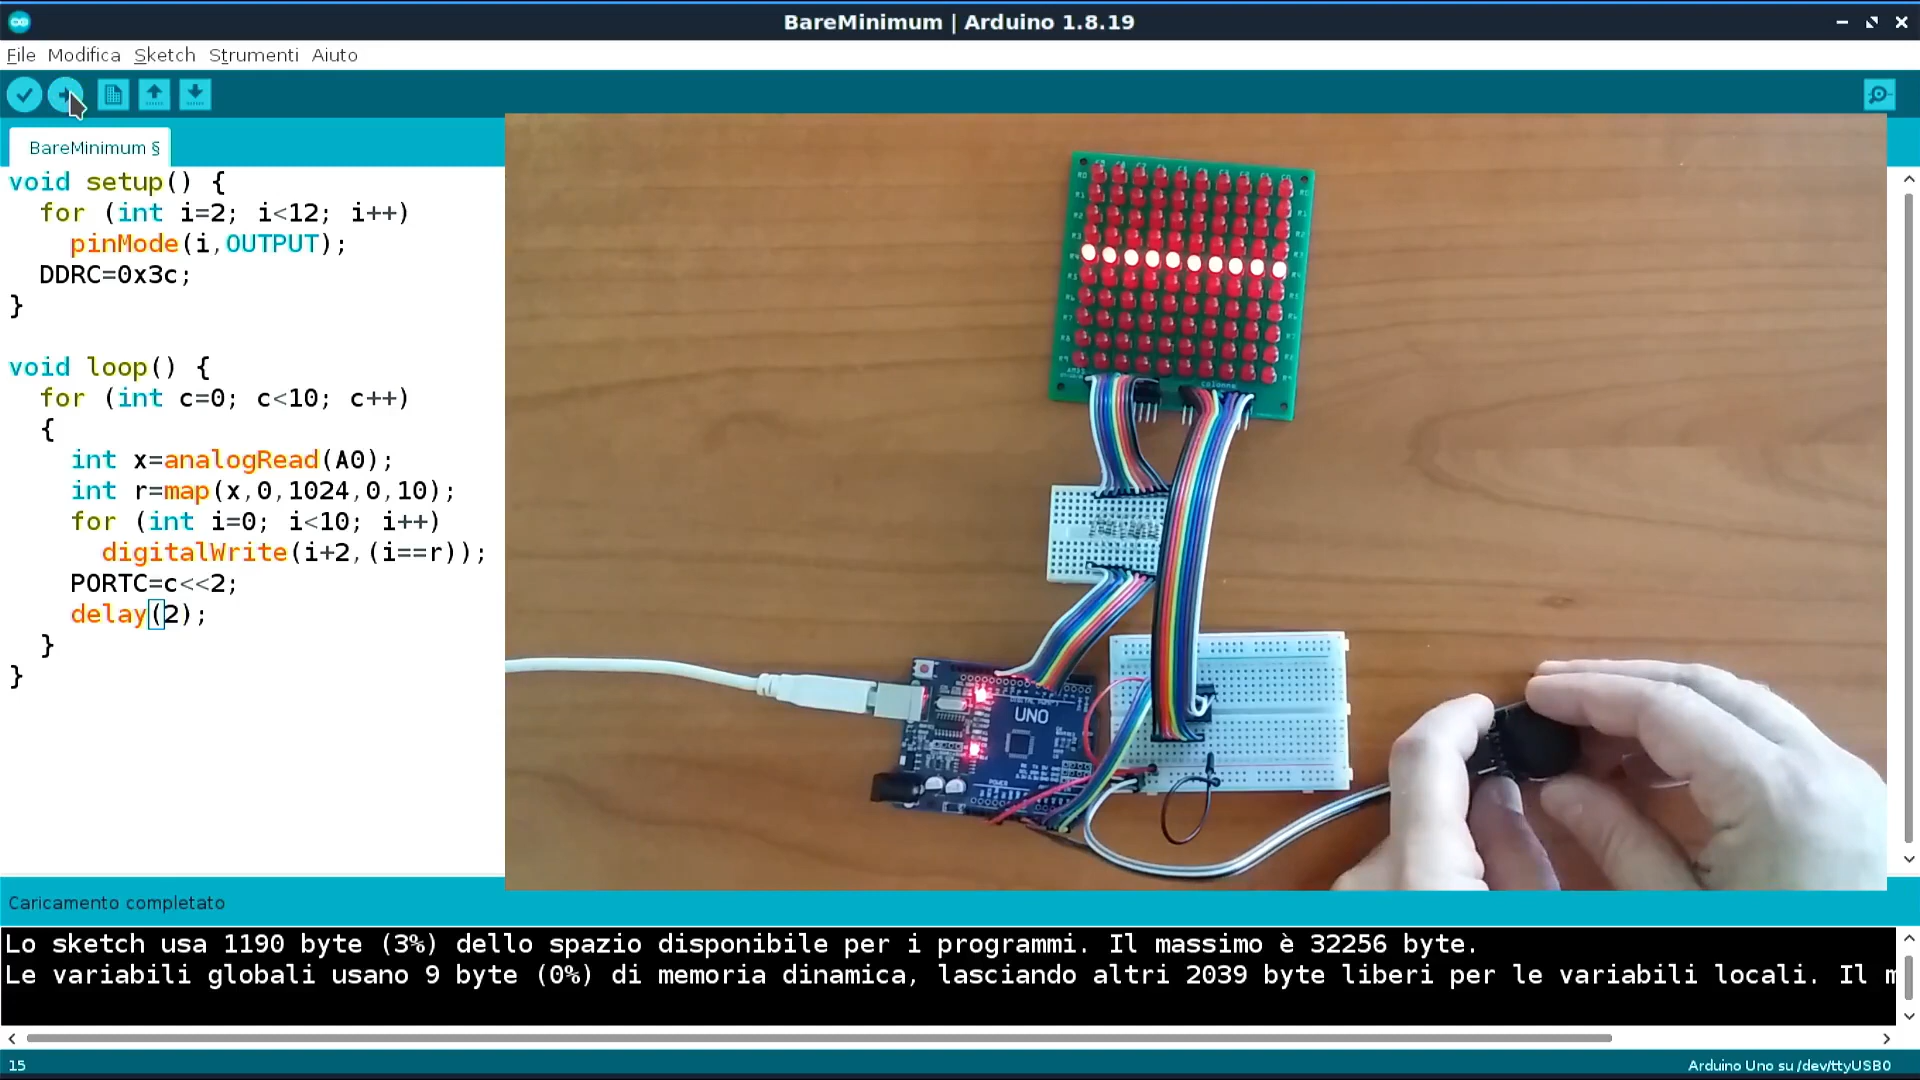 BareMinimum | Arduino 1.8.19
File Modifica Sketch Strumenti Aiuto
BareMinimum §
void setup() {
  for (int i=2; i<12; i++)
    pinMode(i,OUTPUT);
  DDRC=0x3c;
}

void loop() {
  for (int c=0; c<10; c++)
  {
    int x=analogRead(A0);
    int r=map(x,0,1024,0,10);
    for (int i=0; i<10; i++)
      digitalWrite(i+2,(i==r));
    PORTC=c<<2;
    delay(2);
  }
}
UNO
Caricamento completato
Lo sketch usa 1190 byte (3%) dello spazio disponibile per i programmi. Il massimo è 32256 byte.
Le variabili globali usano 9 byte (0%) di memoria dinamica, lasciando altri 2039 byte liberi per le variabili locali. Il
15
Arduino Uno su /dev/ttyUSB0